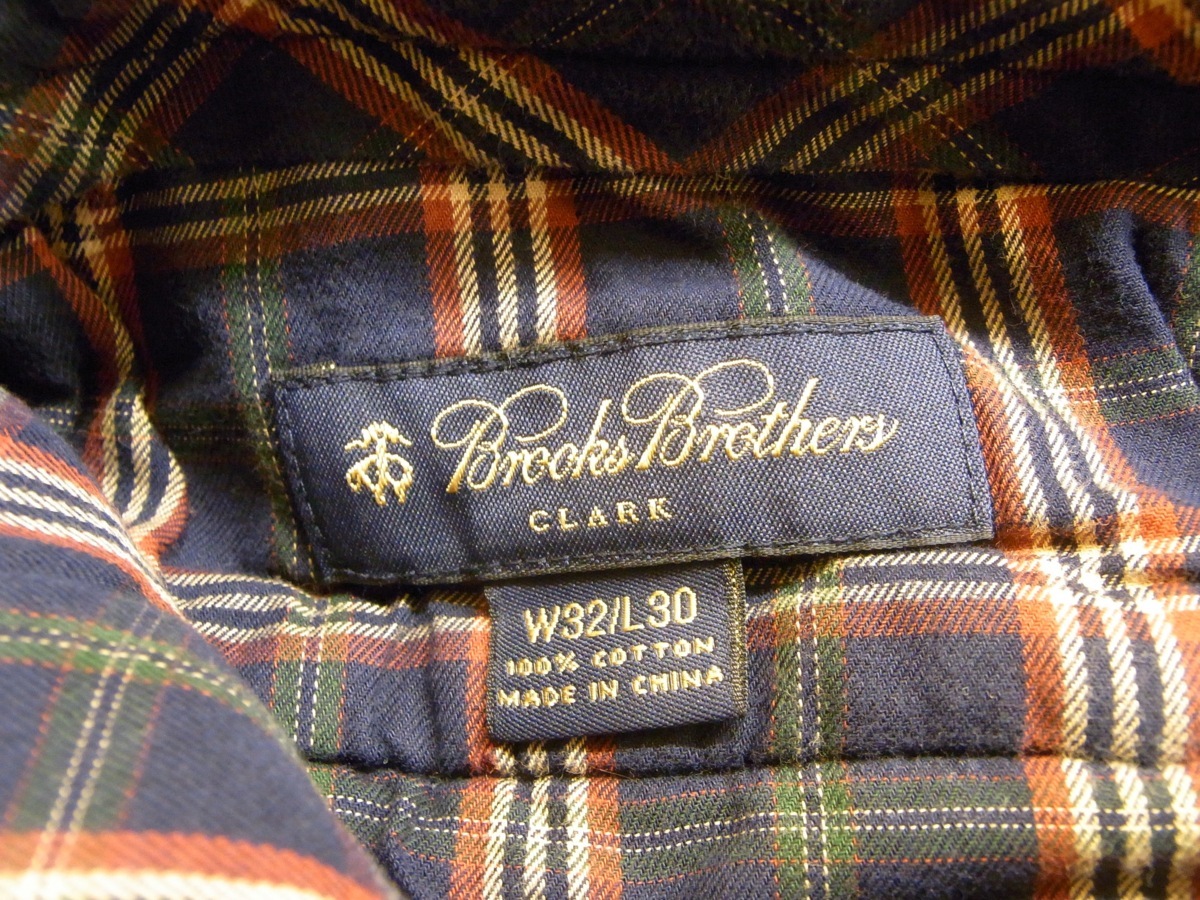 Brooks Brothers
CLARK
W32/L30
100% COTTON
MADE IN CHINA